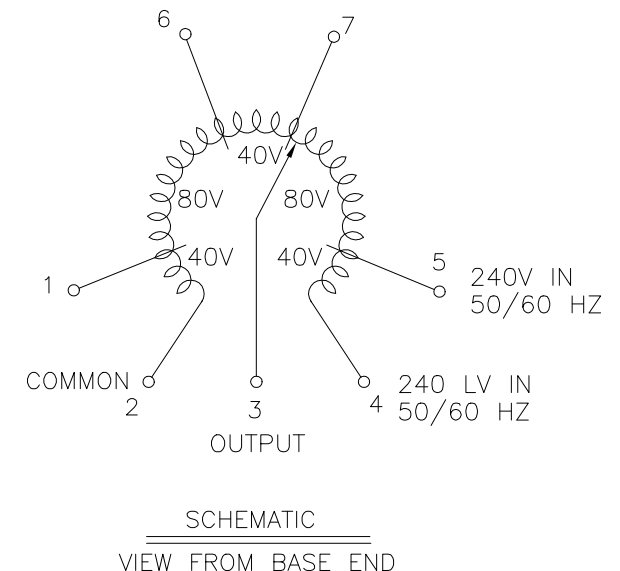 6
7
40V
80V
80V
40V
40V
1
5
240V IN
50/60 HZ
COMMON
2
3
OUTPUT
4
240 LV IN
50/60 HZ
SCHEMATIC
VIEW FROM BASE END